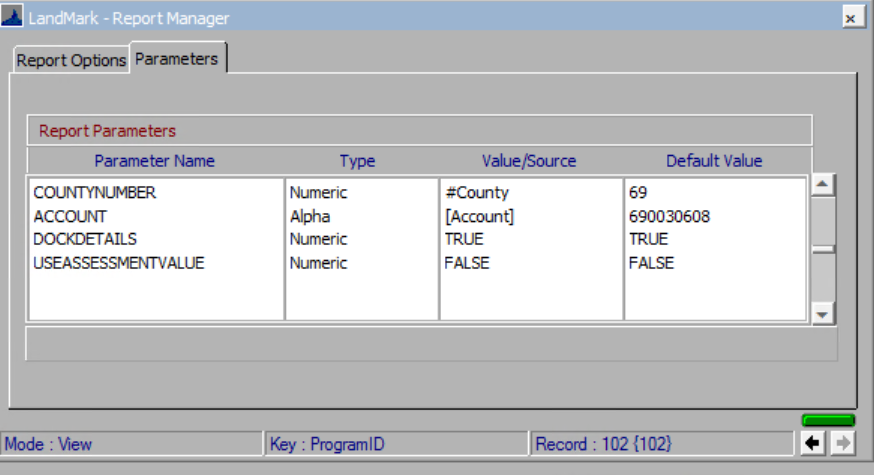 LandMark - Report Manager
Report Options Parameters
Report Parameters
Parameter Name Type Value/Source Default Value
COUNTYNUMBER Numeric #County 69
ACCOUNT Alpha [Account] 690030608
DOCKDETAILS Numeric TRUE TRUE
USEASSESSMENTVALUE Numeric FALSE FALSE
Mode : View Key : ProgramID Record : 102 {102}